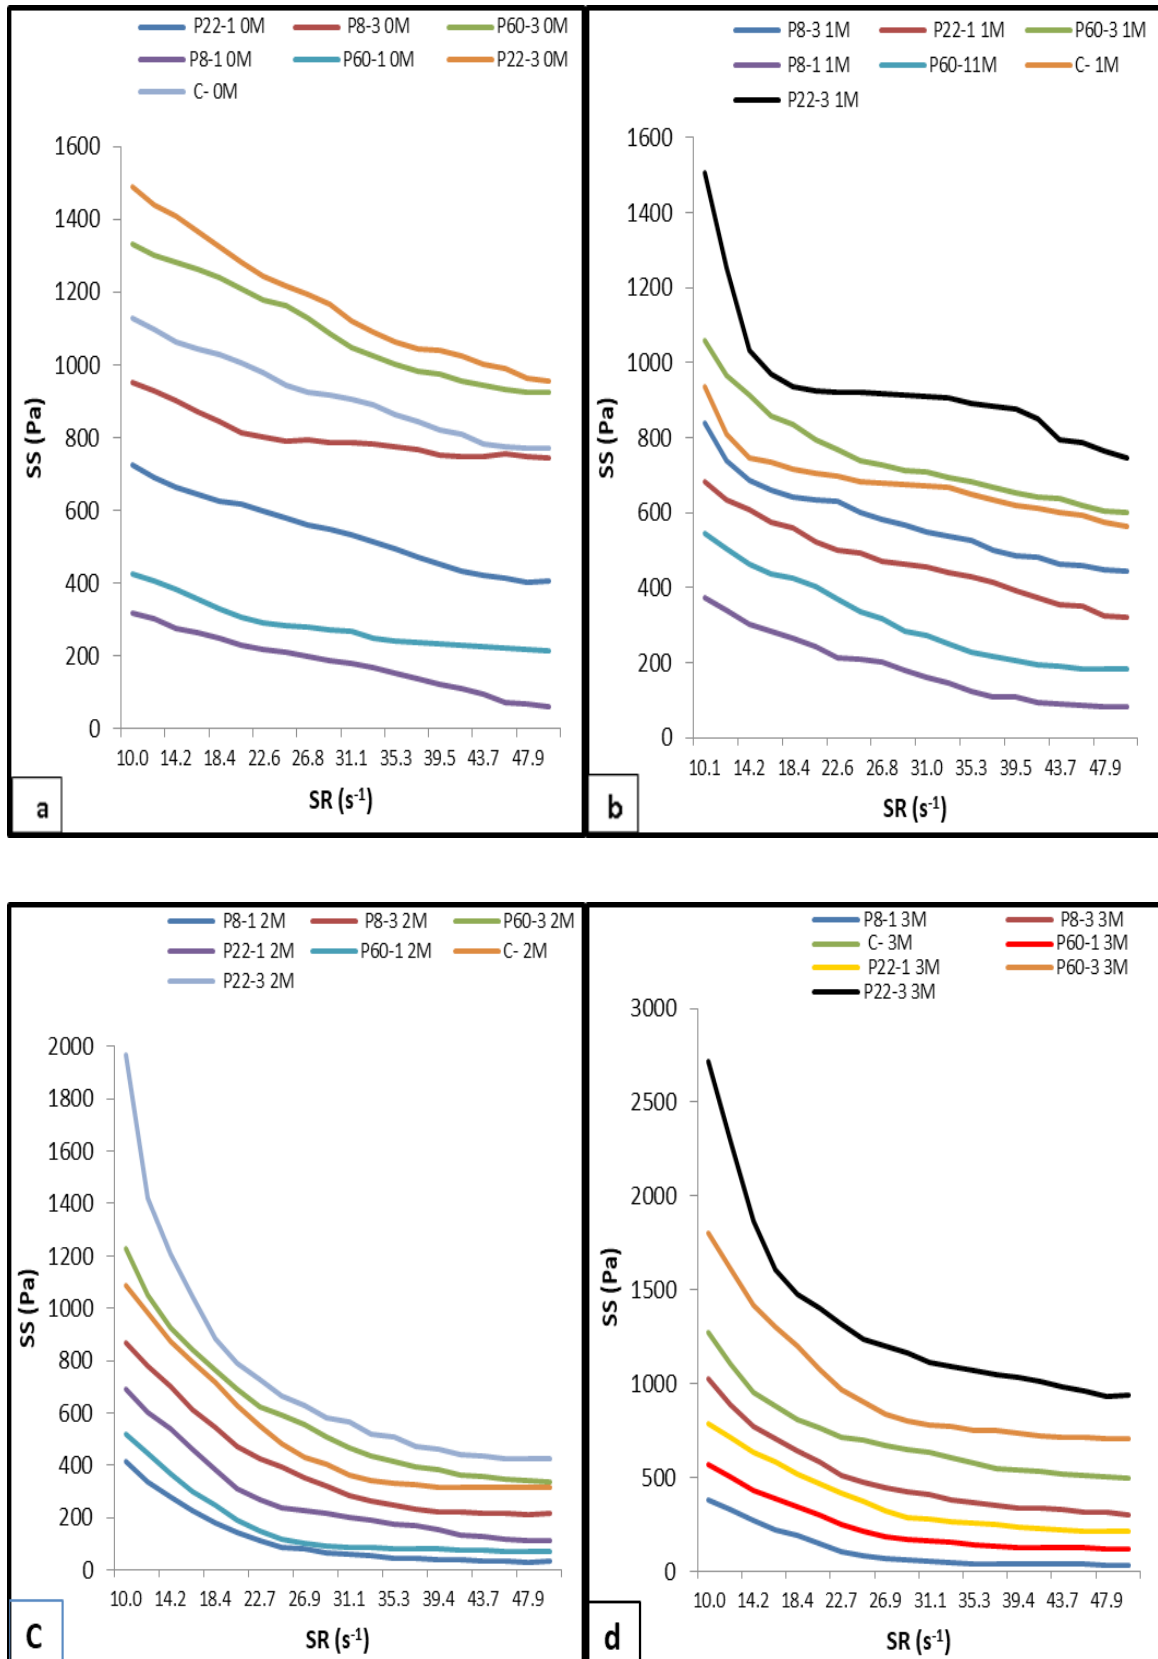 P22-1 0M P8-3 0M P60-3 0M
P8-1 0M P60-1 0M P22-3 0M
C- 0M
1600
1400
1200
1000
800
600
400
200
0
SS (Pa)
10.0 14.2 18.4 22.6 26.8 31.1 35.3 39.5 43.7 47.9
SR (s⁻¹)
a
P8-3 1M P22-1 1M P60-3 1M
P8-1 1M P60-11M C- 1M
P22-3 1M
1600
1400
1200
1000
800
600
400
200
0
SS (Pa)
10.1 14.2 18.4 22.6 26.8 31.0 35.3 39.5 43.7 47.9
SR (s⁻¹)
b
P8-1 2M P8-3 2M P60-3 2M
P22-1 2M P60-1 2M C- 2M
P22-3 2M
2000
1800
1600
1400
1200
1000
800
600
400
200
0
SS (Pa)
10.0 14.2 18.4 22.7 26.9 31.1 35.3 39.4 43.7 47.9
SR (s⁻¹)
C
P8-1 3M P8-3 3M
C- 3M P60-1 3M
P22-1 3M P60-3 3M
P22-3 3M
3000
2500
2000
1500
1000
500
0
SS (Pa)
10.0 14.2 18.4 22.7 26.9 31.1 35.3 39.4 43.7 47.9
SR (s⁻¹)
d